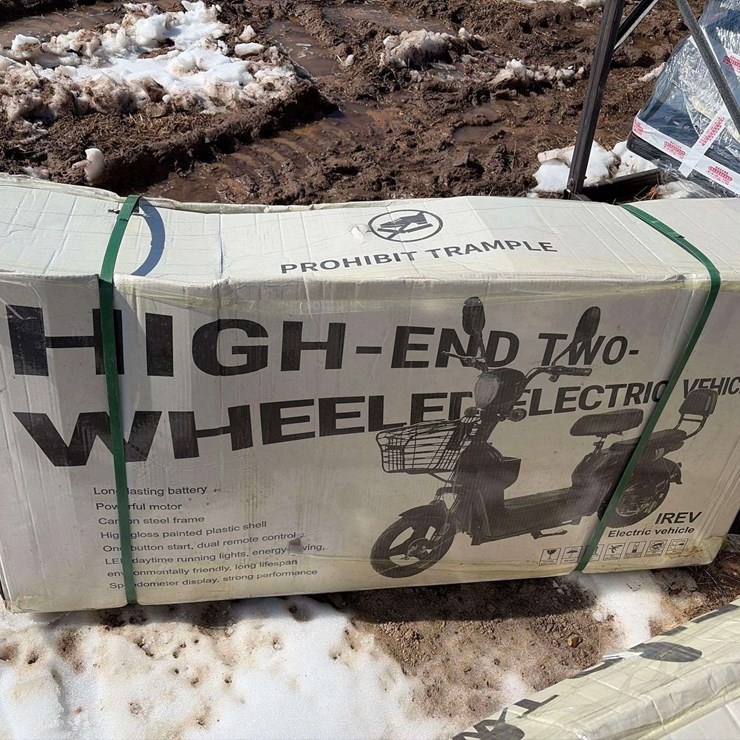 PROHIBIT TRAMPLE
HIGH-END TWO-
WHEELED ELECTRIC VEHIC
Long lasting battery
Powerful motor
Carbon steel frame
High gloss painted plastic shell
One button start, dual remote control
LED daytime running lights, energy saving,
environmontally friendly, long lifespan
Speedometer display, strong performance
IREV
Electric vehicle
TW